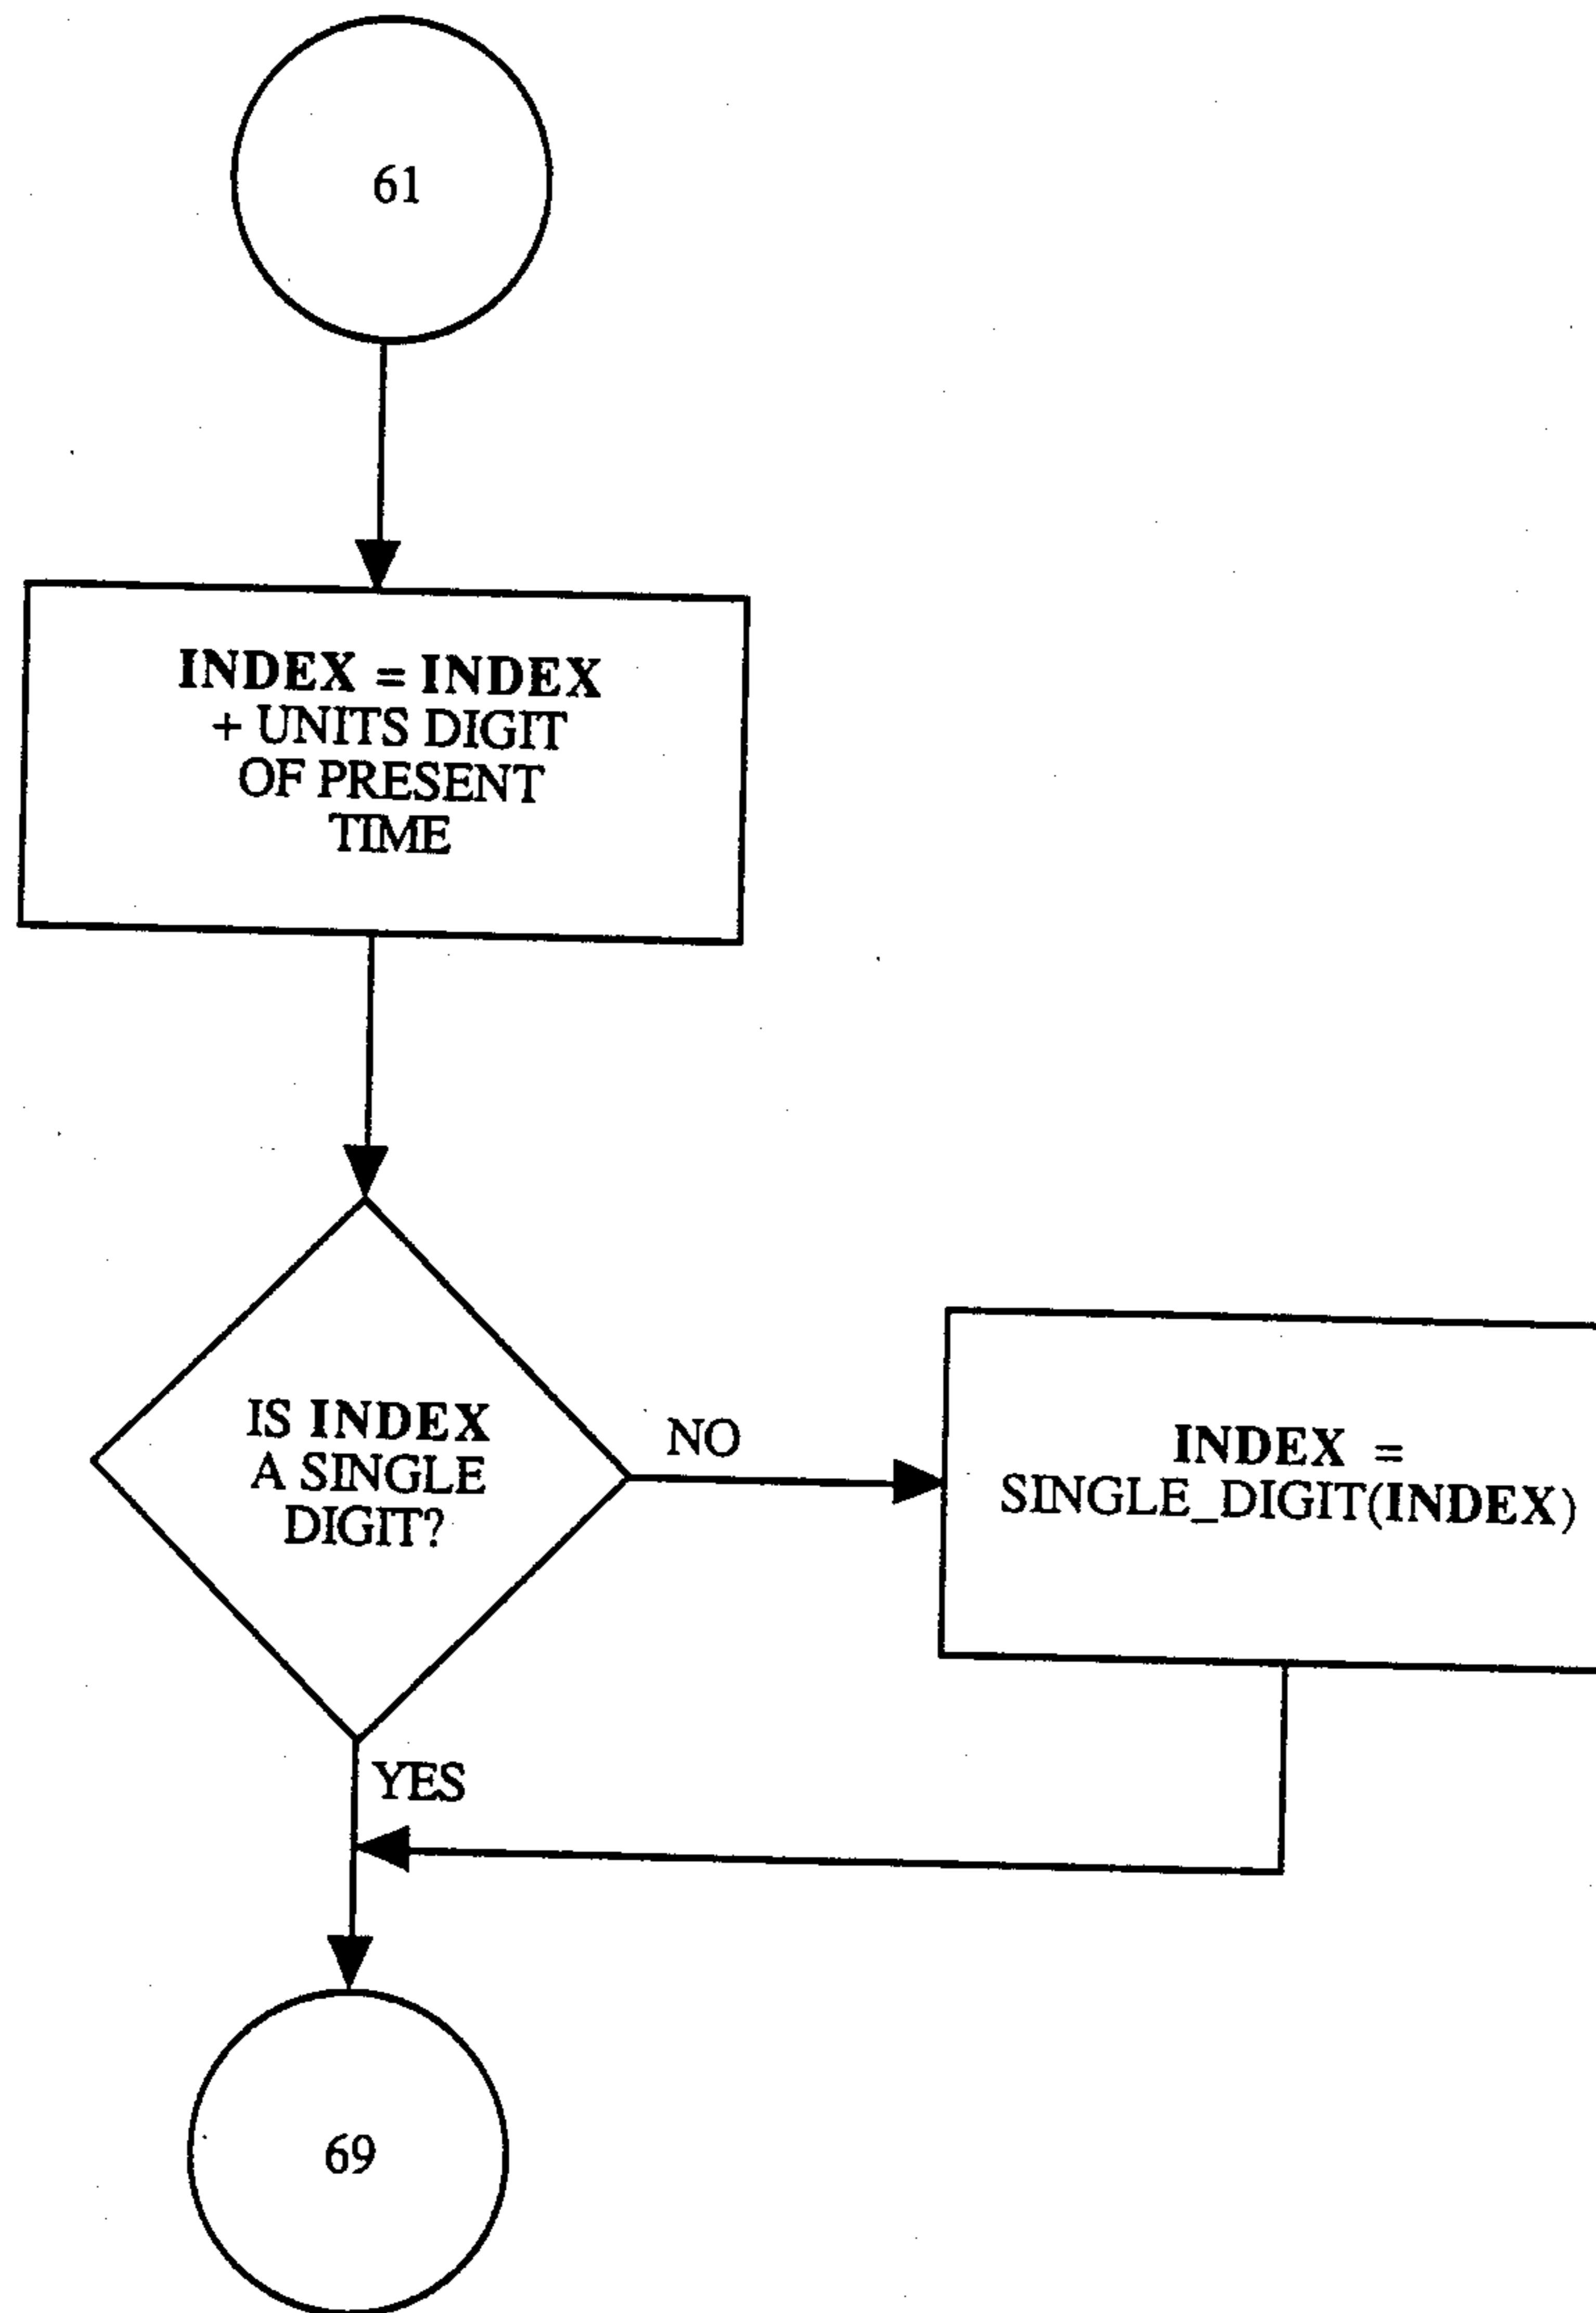 61
INDEX = INDEX
+ UNITS DIGIT
OF PRESENT
TIME
IS INDEX
A SINGLE
DIGIT?
NO
INDEX =
SINGLE_DIGIT(INDEX)
YES
69